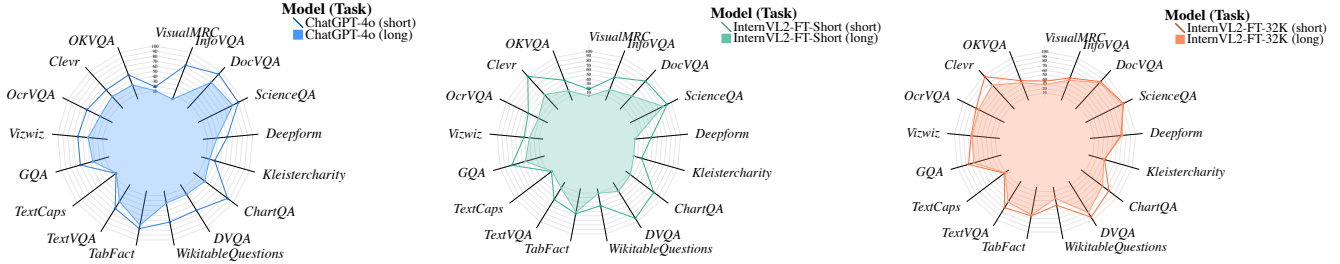 Model (Task)
ChatGPT-4o (short)
ChatGPT-4o (long)
VisualMRC
InfoVQA
DocVQA
ScienceQA
Deepform
Kleistercharity
ChartQA
DVQA
WikitableQuestions
TabFact
TextVQA
TextCaps
GQA
Vizwiz
OcrVQA
Clevr
OKVQA
Model (Task)
InternVL2-FT-Short (short)
InternVL2-FT-Short (long)
VisualMRC
InfoVQA
DocVQA
ScienceQA
Deepform
Kleistercharity
ChartQA
DVQA
WikitableQuestions
TabFact
TextVQA
TextCaps
GQA
Vizwiz
OcrVQA
Clevr
OKVQA
Model (Task)
InternVL2-FT-32K (short)
InternVL2-FT-32K (long)
VisualMRC
InfoVQA
DocVQA
ScienceQA
Deepform
Kleistercharity
ChartQA
DVQA
WikitableQuestions
TabFact
TextVQA
TextCaps
GQA
Vizwiz
OcrVQA
Clevr
OKVQA